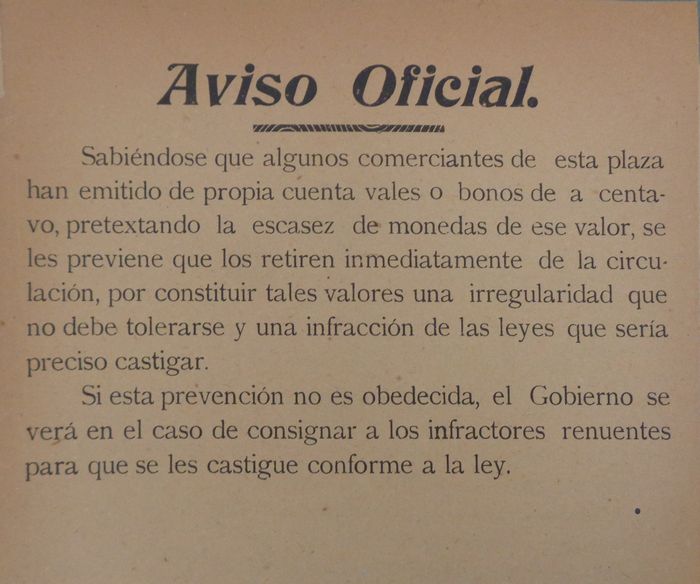 Aviso Oficial.
Sabiéndose que algunos comerciantes de esta plaza
han emitido de propia cuenta vales o bonos de a centa-
vo, pretextando la escasez de monedas de ese valor, se
les previene que los retiren inmediatamente de la circu-
lación, por constituir tales valores una irregularidad que
no debe tolerarse y una infracción de las leyes que sería
preciso castigar.
Si esta prevención no es obedecida, el Gobierno se
verá en el caso de consignar a los infractores renuentes
para que se les castigue conforme a la ley.